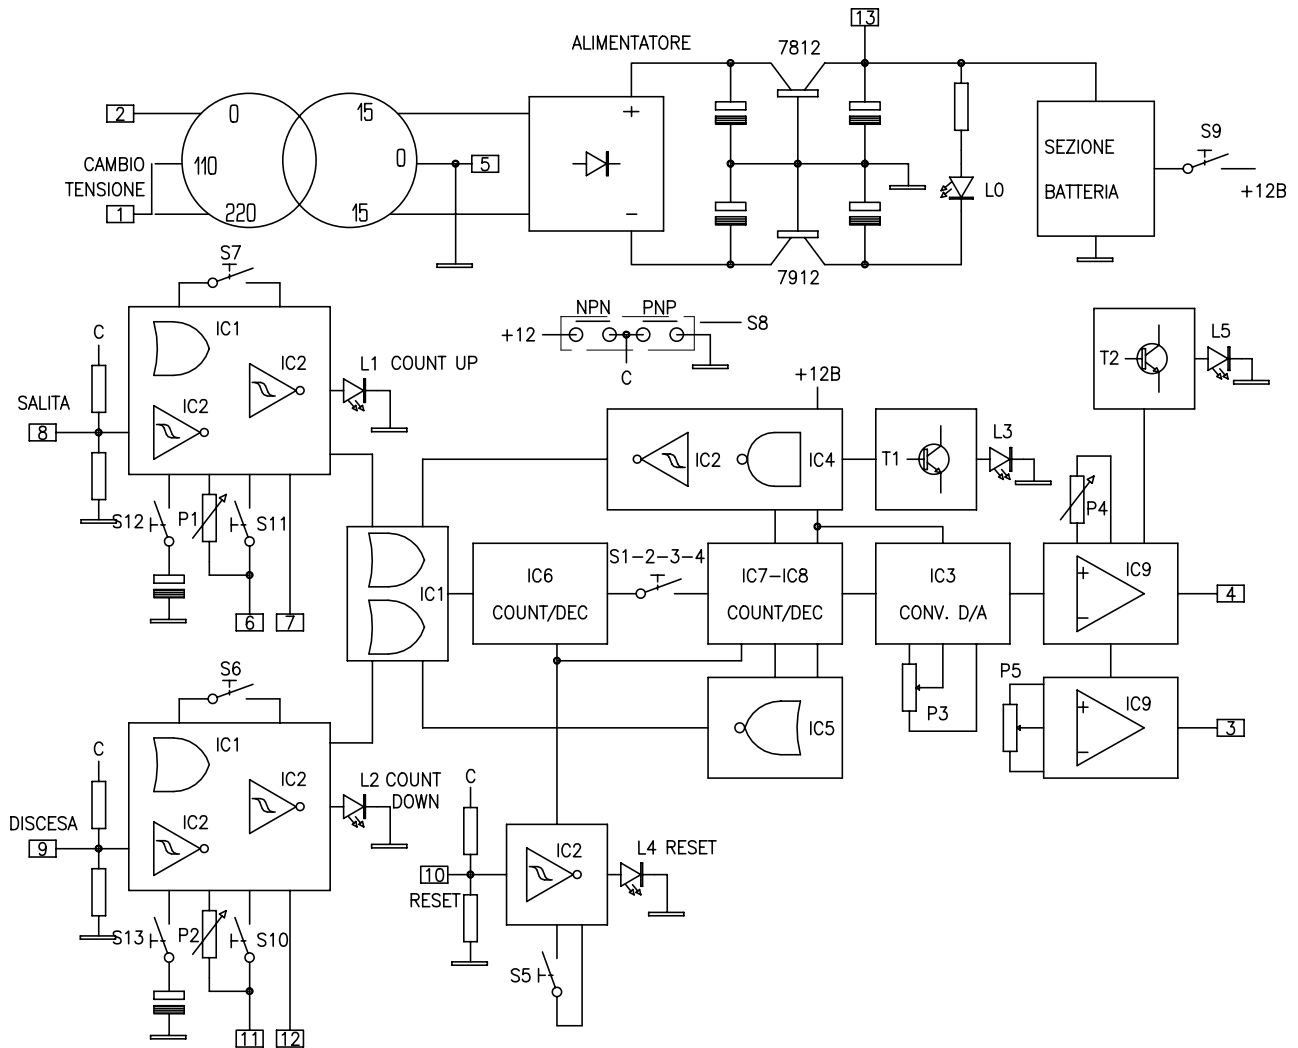 13
ALIMENTATORE
7812
2
0
15
+
S9
CAMBIO
TENSIONE
110
0
5
SEZIONE
BATTERIA
L0
+12B
1
220
15
−
7912
S7
NPN
PNP
+12
S8
C
C
IC1
IC2
L1 COUNT UP
SALITA
8
IC2
T2
L5
+12B
IC2
IC4
T1
L3
S12
P1
S11
P4
6
7
IC1
IC6
COUNT/DEC
S1-2-3-4
IC7-IC8
COUNT/DEC
IC3
CONV. D/A
+
−
IC9
4
S6
P3
P5
IC5
+
−
IC9
3
C
IC1
IC2
L2 COUNT
DOWN
DISCESA
9
IC2
C
10
RESET
IC2
L4 RESET
S13
P2
S10
S5
11
12